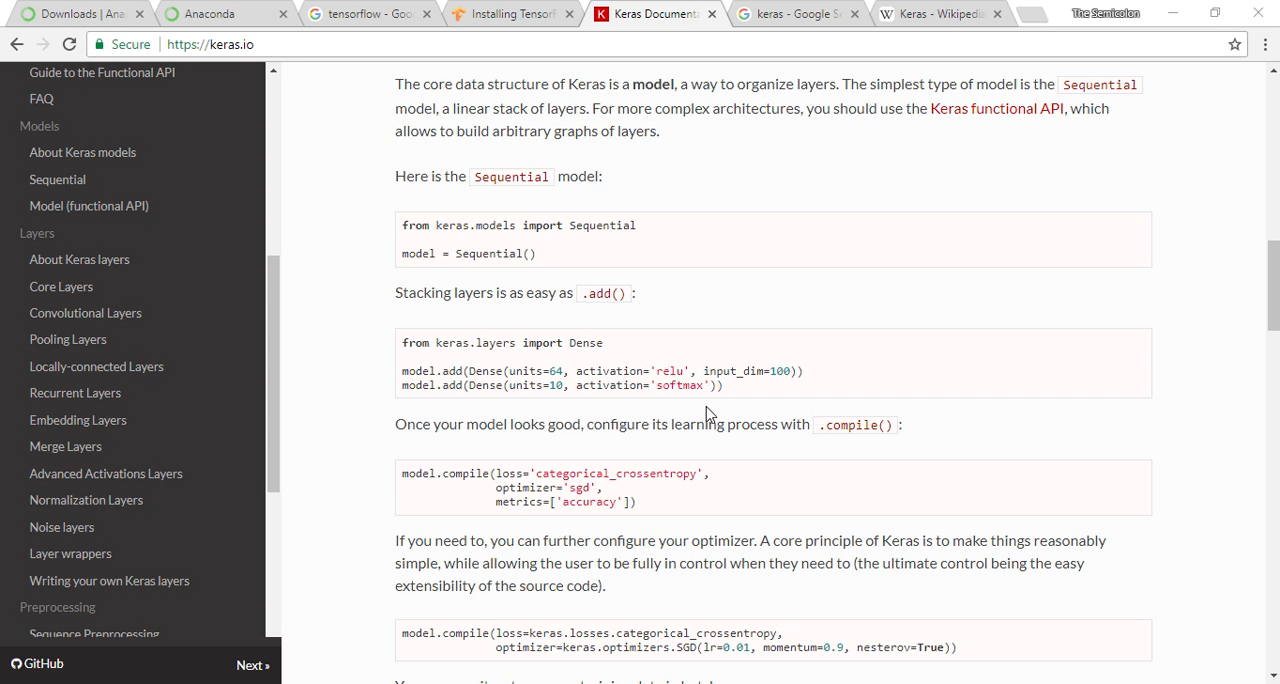 Downloads | Ana
Anaconda
tensorflow - Goo
Installing TensorF
Keras Documenta
keras - Google Se
Keras - Wikipedia
The Semicolon
Secure
https://keras.io
Guide to the Functional API
FAQ
Models
About Keras models
Sequential
Model (functional API)
Layers
About Keras layers
Core Layers
Convolutional Layers
Pooling Layers
Locally-connected Layers
Recurrent Layers
Embedding Layers
Merge Layers
Advanced Activations Layers
Normalization Layers
Noise layers
Layer wrappers
Writing your own Keras layers
Preprocessing
Sequence Preprocessing
GitHub
Next »
The core data structure of Keras is a model, a way to organize layers. The simplest type of model is the Sequential
model, a linear stack of layers. For more complex architectures, you should use the Keras functional API, which
allows to build arbitrary graphs of layers.
Here is the Sequential model:
from keras.models import Sequential
model = Sequential()
Stacking layers is as easy as .add():
from keras.layers import Dense
model.add(Dense(units=64, activation='relu', input_dim=100))
model.add(Dense(units=10, activation='softmax'))
Once your model looks good, configure its learning process with .compile():
model.compile(loss='categorical_crossentropy',
optimizer='sgd',
metrics=['accuracy'])
If you need to, you can further configure your optimizer. A core principle of Keras is to make things reasonably
simple, while allowing the user to be fully in control when they need to (the ultimate control being the easy
extensibility of the source code).
model.compile(loss=keras.losses.categorical_crossentropy,
optimizer=keras.optimizers.SGD(lr=0.01, momentum=0.9, nesterov=True))